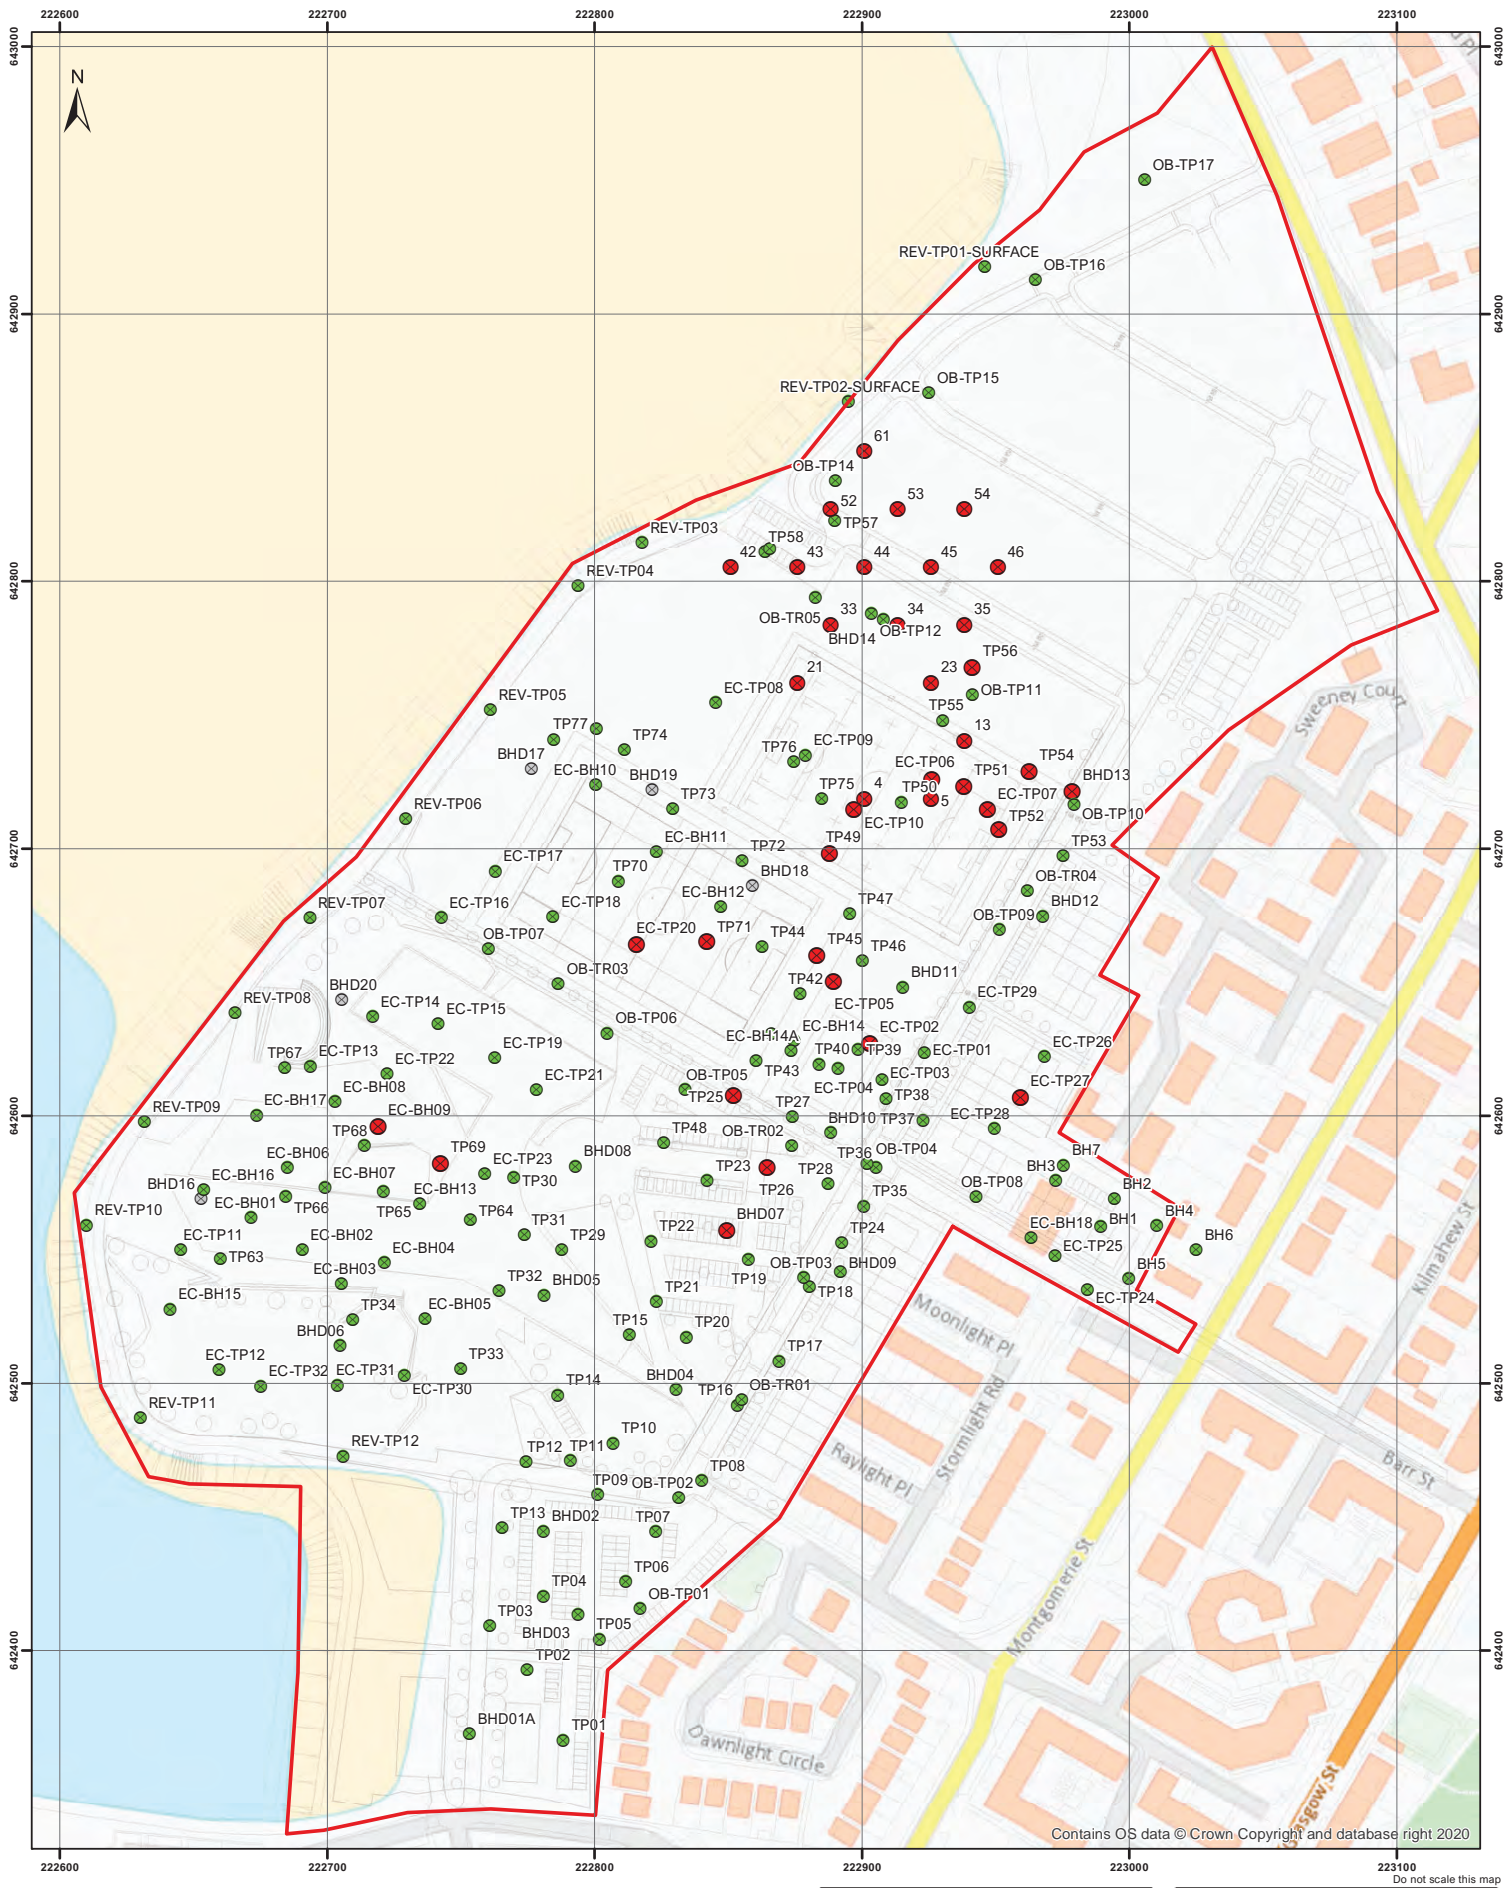 222600 222700 222800 222900 223000 223100
643000 643000
N
OB-TP17
REV-TP01-SURFACE
OB-TP16
642900 642900
OB-TP15
REV-TP02-SURFACE
61
OB-TP14
52 53 54
TP57
REV-TP03
TP58
42 43 44 45 46
REV-TP04
642800 642800
OB-TR05 33 34 35
BHD14 OB-TP12
TP56
21 23
EC-TP08 OB-TP11
REV-TP05
TP55
Sweeney Court
TP77 TP74 13
TP76 EC-TP09
BHD17 EC-BH10 BHD19 EC-TP06 TP51 TP54 BHD13
TP75 4 TP50 5 EC-TP07
REV-TP06 TP73 OB-TP10
EC-TP10 TP52
TP49
642700 642700
EC-BH11 TP72 TP53
EC-TP17 TP70 BHD18
EC-BH12 OB-TR04
REV-TP07 EC-TP16 EC-TP18 TP47 BHD12
OB-TP09
OB-TP07 EC-TP20 TP71 TP44 TP45 TP46
OB-TR03 TP42 BHD11
BHD20 EC-TP05
REV-TP08 EC-TP14 EC-TP15 EC-TP29
OB-TP06 EC-BH14A EC-BH14 EC-TP02
TP67 EC-TP13 EC-TP22 EC-TP19 TP40 TP39 EC-TP01 EC-TP26
TP43
EC-BH08 EC-TP21 OB-TP05 EC-TP04 EC-TP03 EC-TP27
TP25 TP38
REV-TP09 EC-BH17 EC-BH09 TP27
642600 642600
TP68 TP48 OB-TR02 BHD10 TP37 EC-TP28
EC-BH06 TP69 EC-TP23 BHD08 TP36 OB-TP04 BH7
BHD16 EC-BH16 EC-BH07 TP30 TP23 TP28 BH3
EC-BH01 EC-BH13 TP26 OB-TP08 BH2
TP66 TP65 TP64 TP35
REV-TP10 BHD07 BH4
EC-TP11 EC-BH02 TP31 TP29 TP22 TP24 EC-BH18 BH1
TP63 EC-BH04 EC-TP25 BH6
EC-BH03 TP19 OB-TP03 BHD09
EC-BH15 TP32 BHD05 TP18 BH5
TP34 EC-BH05 TP21 EC-TP24
BHD06 TP15 TP20
Moonlight Pl
Kilmahew St
EC-TP12 TP33 TP17
EC-TP32 EC-TP31 EC-TP30 BHD04 TP16 OB-TR01
TP14
642500 642500
REV-TP11
Stormlight Rd
REV-TP12 TP10
TP12 TP11
Raylight Pl
Barr St
TP09 OB-TP02 TP08
TP13 BHD02 TP07
TP06
TP04 OB-TP01
Montgomerie St
TP03 BHD03 TP05
642400 642400
TP02
BHD01A TP01
Dawnlight Circle
Glasgow St
Contains OS data © Crown Copyright and database right 2020
222600 222700 222800 222900 223000 223100
Do not scale this map